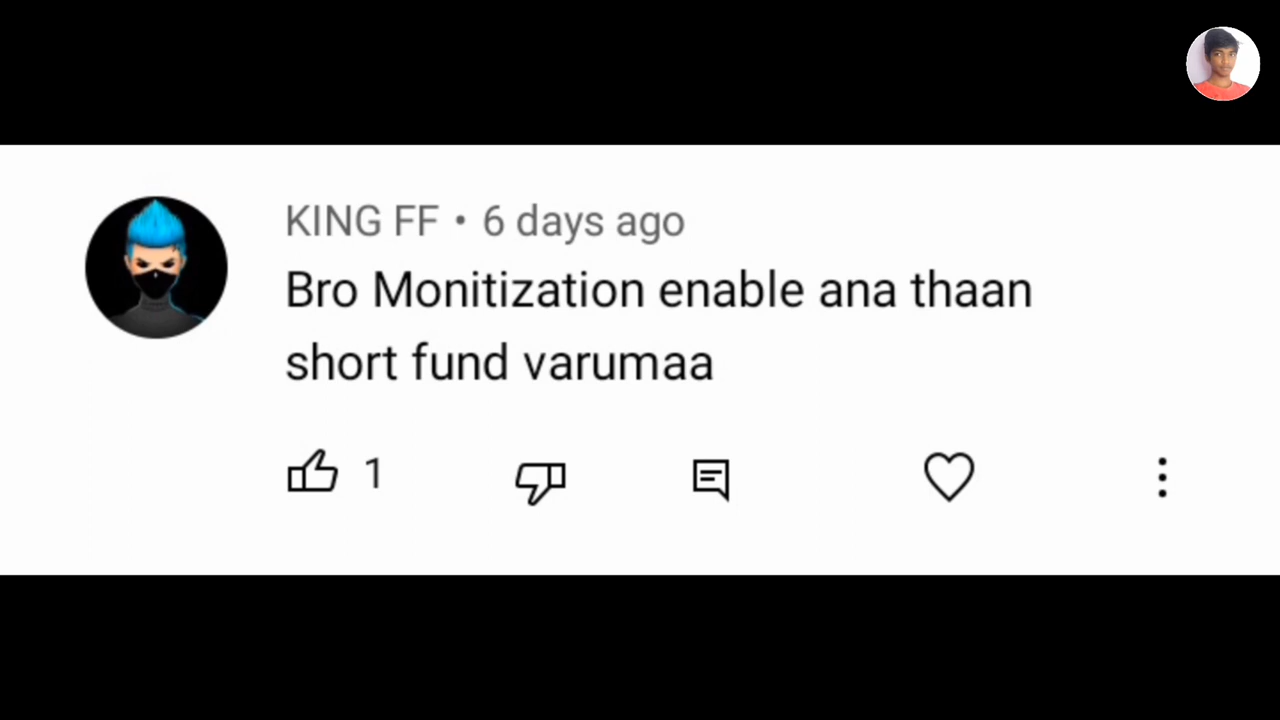 KING FF • 6 days ago
Bro Monitization enable ana thaan
short fund varumaa
1